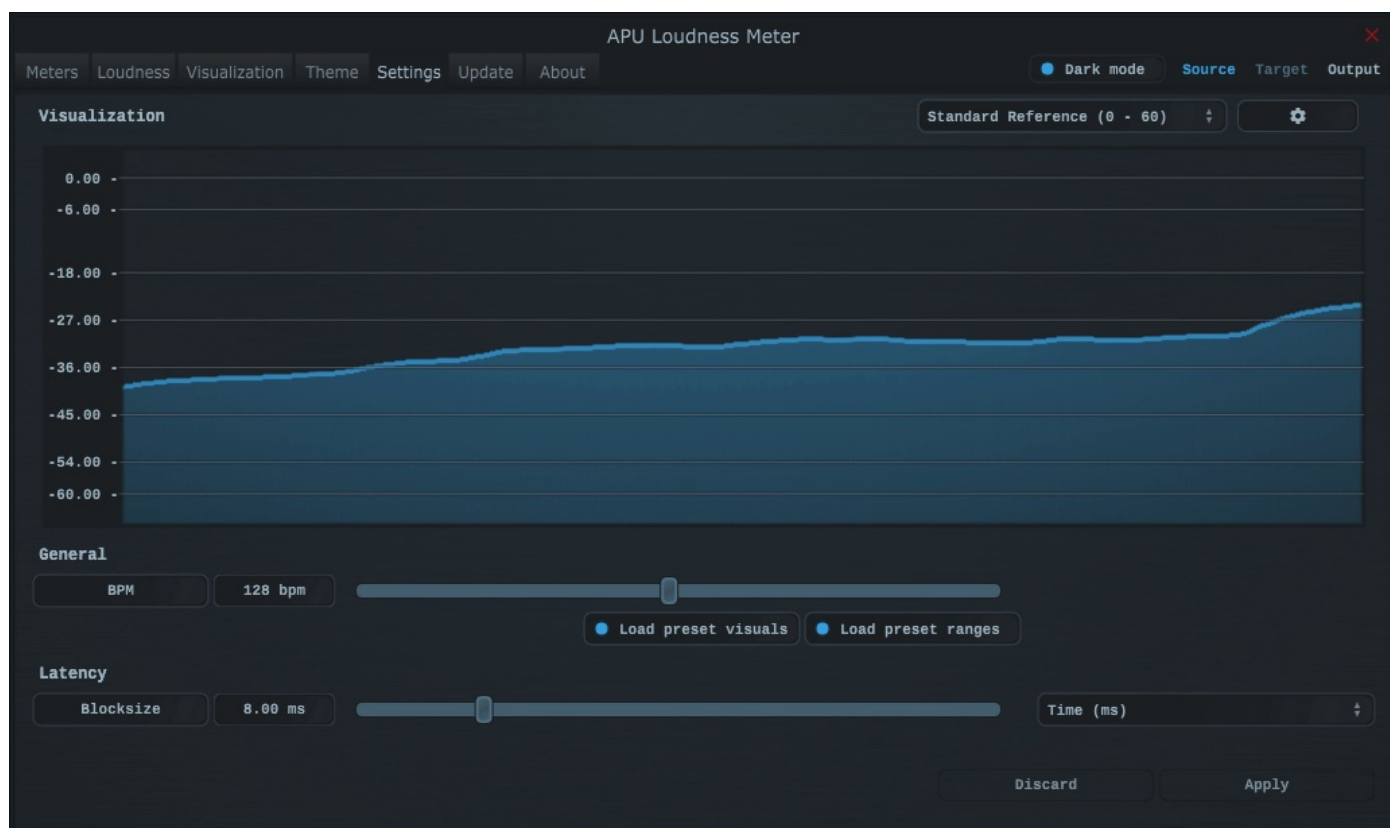 APU Loudness Meter
Meters Loudness Visualization Theme Settings Update About Dark mode Source Target Output
Visualization Standard Reference (0 - 60)
0.00 -
-6.00 -
-18.00 -
-27.00 -
-36.00 -
-45.00 -
-54.00 -
-60.00 -
General
BPM 128 bpm
Load preset visuals Load preset ranges
Latency
Blocksize 8.00 ms Time (ms)
Discard Apply